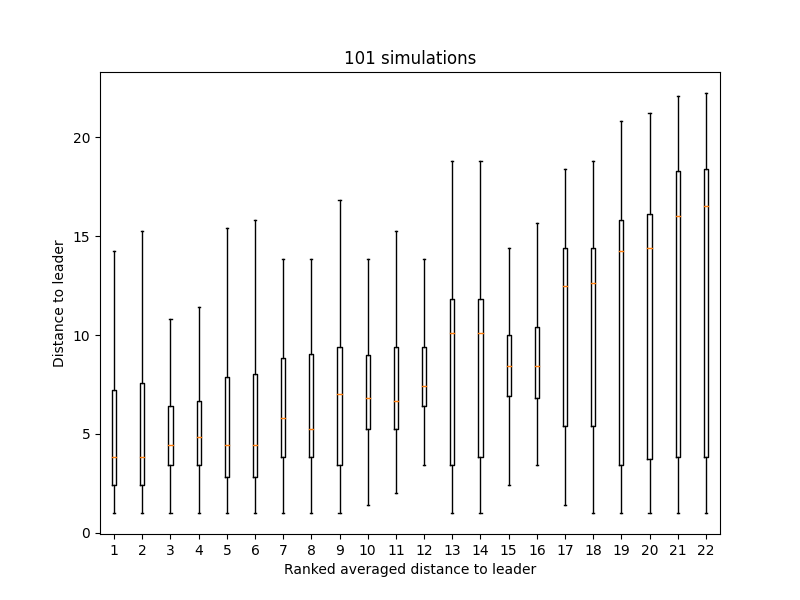 101 simulations
Distance to leader
20
15
10
5
0
1 2 3 4 5 6 7 8 9 10 11 12 13 14 15 16 17 18 19 20 21 22
Ranked averaged distance to leader